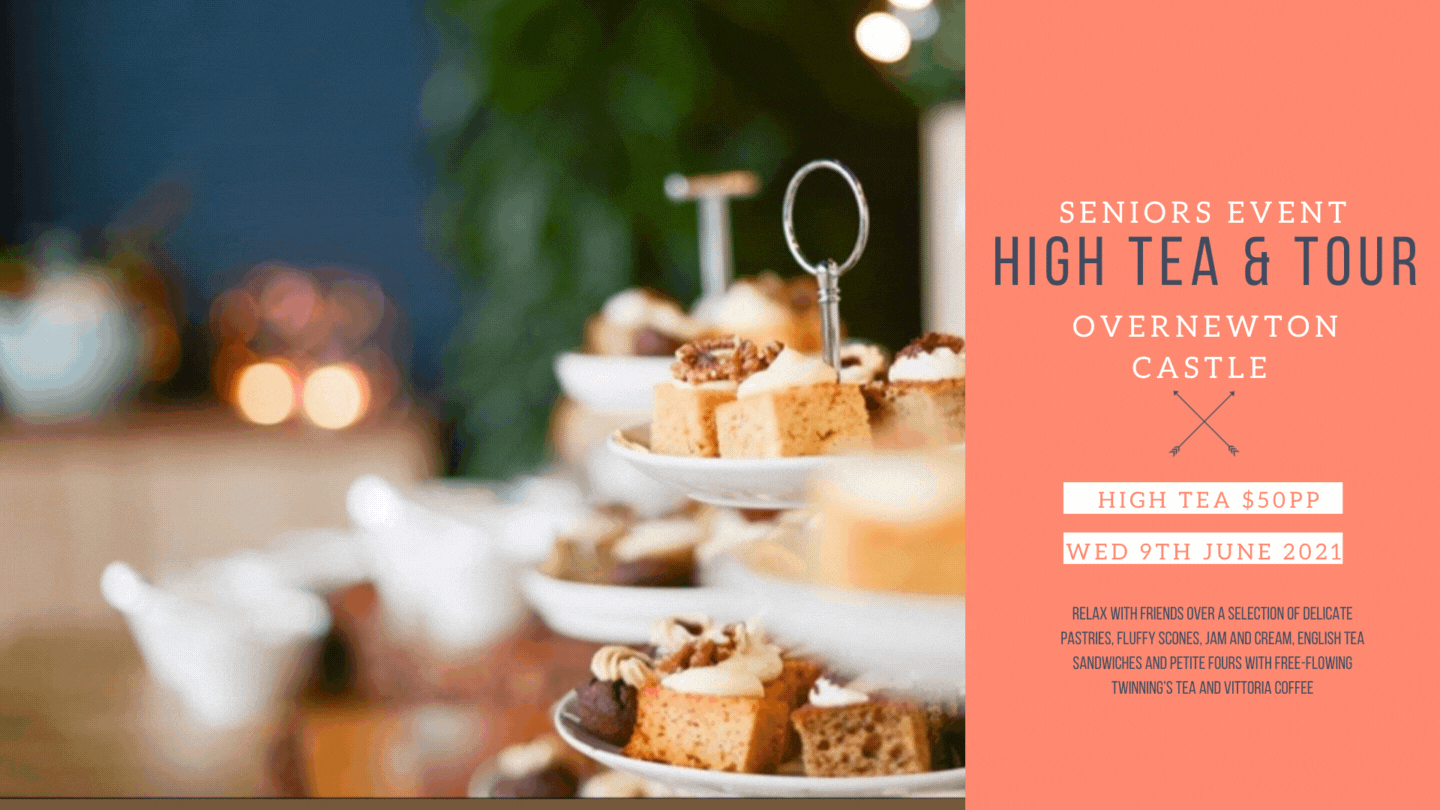 SENIORS EVENT
HIGH TEA & TOUR
OVERNEWTON
CASTLE
HIGH TEA $50PP
WED 9TH JUNE 2021
RELAX WITH FRIENDS OVER A SELECTION OF DELICATE
PASTRIES, FLUFFY SCONES, JAM AND CREAM, ENGLISH TEA
SANDWICHES AND PETITE FOURS WITH FREE-FLOWING
TWINNING'S TEA AND VITTORIA COFFEE